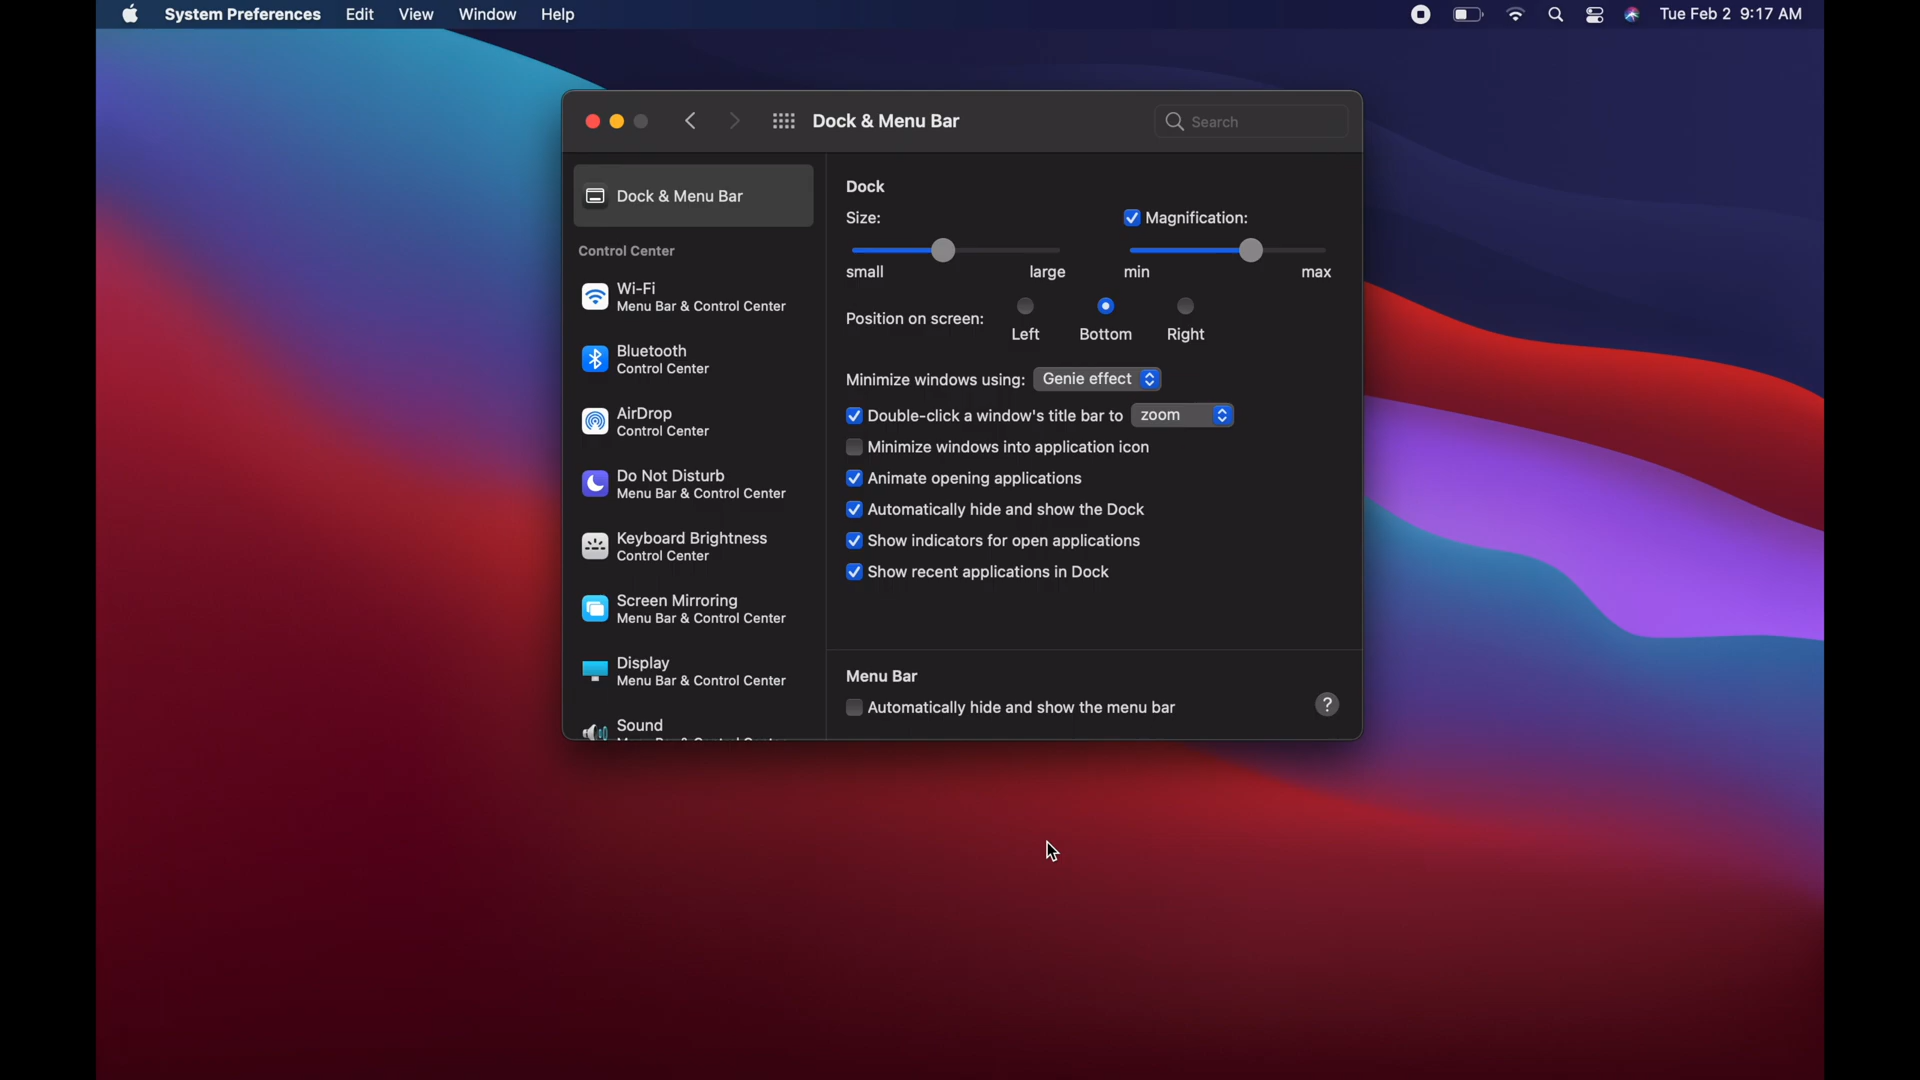 System Preferences Edit View Window Help
Tue Feb 2 9:17 AM
Dock & Menu Bar
Search
Dock & Menu Bar
Control Center
Wi-Fi
Menu Bar & Control Center
Bluetooth
Control Center
AirDrop
Control Center
Do Not Disturb
Menu Bar & Control Center
Keyboard Brightness
Control Center
Screen Mirroring
Menu Bar & Control Center
Display
Menu Bar & Control Center
Sound
Dock
Size:
small large
Magnification:
min max
Position on screen:
Left Bottom Right
Minimize windows using: Genie effect
Double-click a window's title bar to zoom
Minimize windows into application icon
Animate opening applications
Automatically hide and show the Dock
Show indicators for open applications
Show recent applications in Dock
Menu Bar
Automatically hide and show the menu bar
?